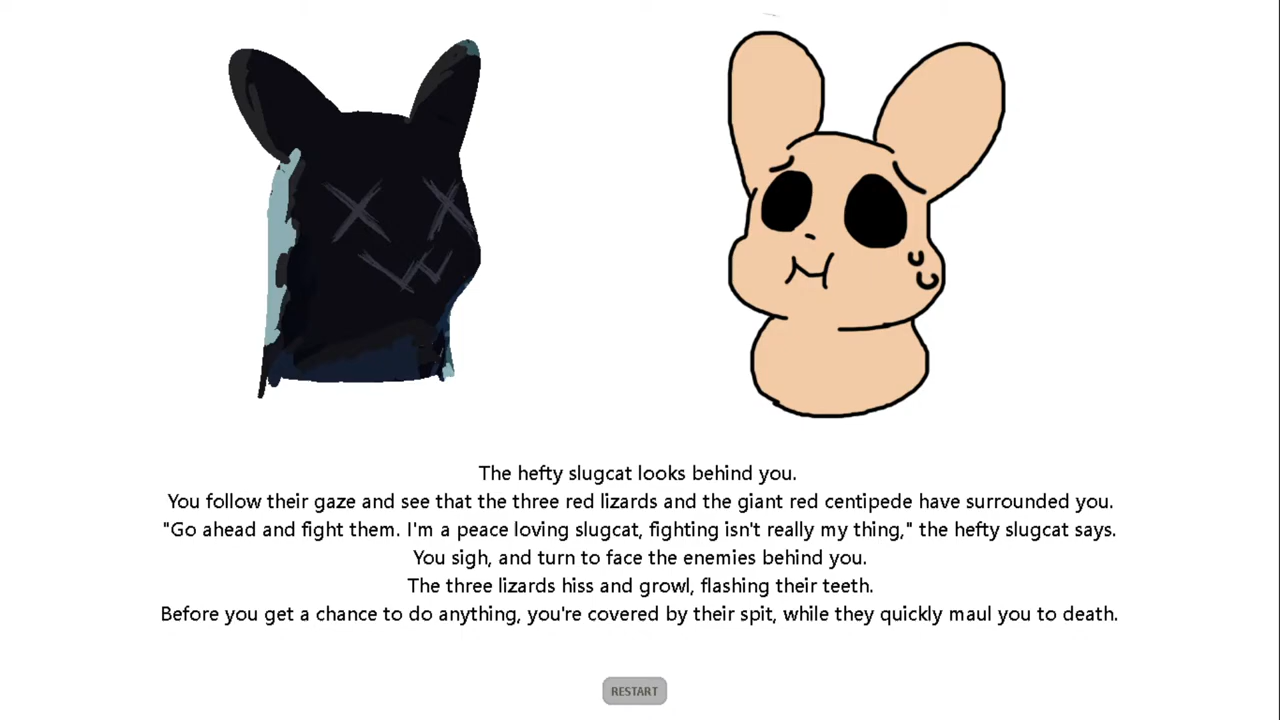 The hefty slugcat looks behind you.
You follow their gaze and see that the three red lizards and the giant red centipede have surrounded you.
"Go ahead and fight them. I'm a peace loving slugcat, fighting isn't really my thing," the hefty slugcat says.
You sigh, and turn to face the enemies behind you.
The three lizards hiss and growl, flashing their teeth.
Before you get a chance to do anything, you're covered by their spit, while they quickly maul you to death.
RESTART